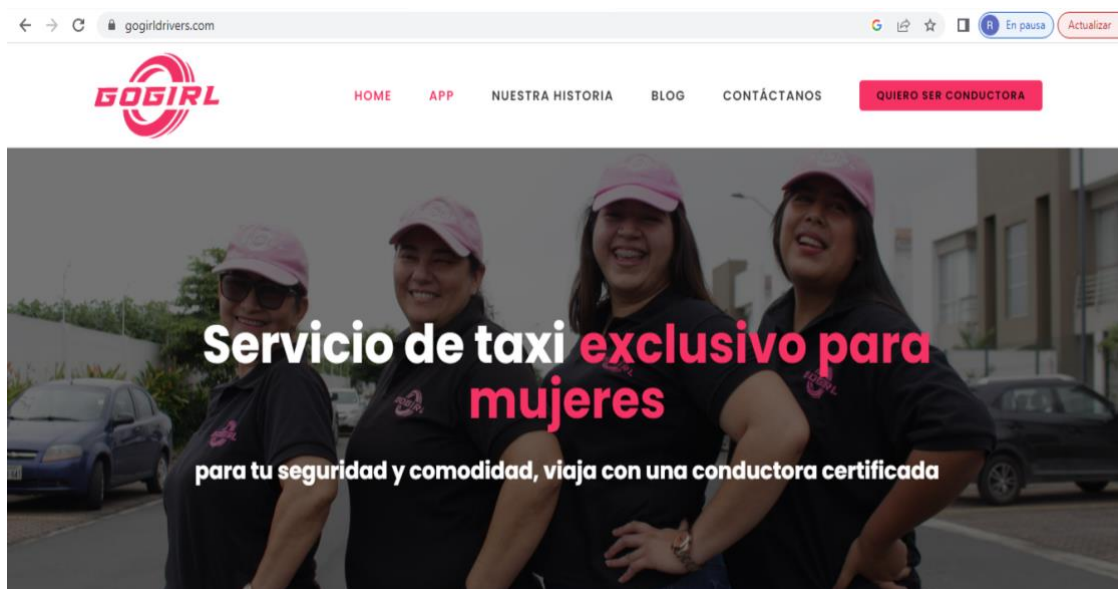 gogirldrivers.com
R En pausa
Actualizar
GOGIRL
HOME APP NUESTRA HISTORIA BLOG CONTÁCTANOS QUIERO SER CONDUCTORA
Servicio de taxi exclusivo para
mujeres
para tu seguridad y comodidad, viaja con una conductora certificada
GOGIRL